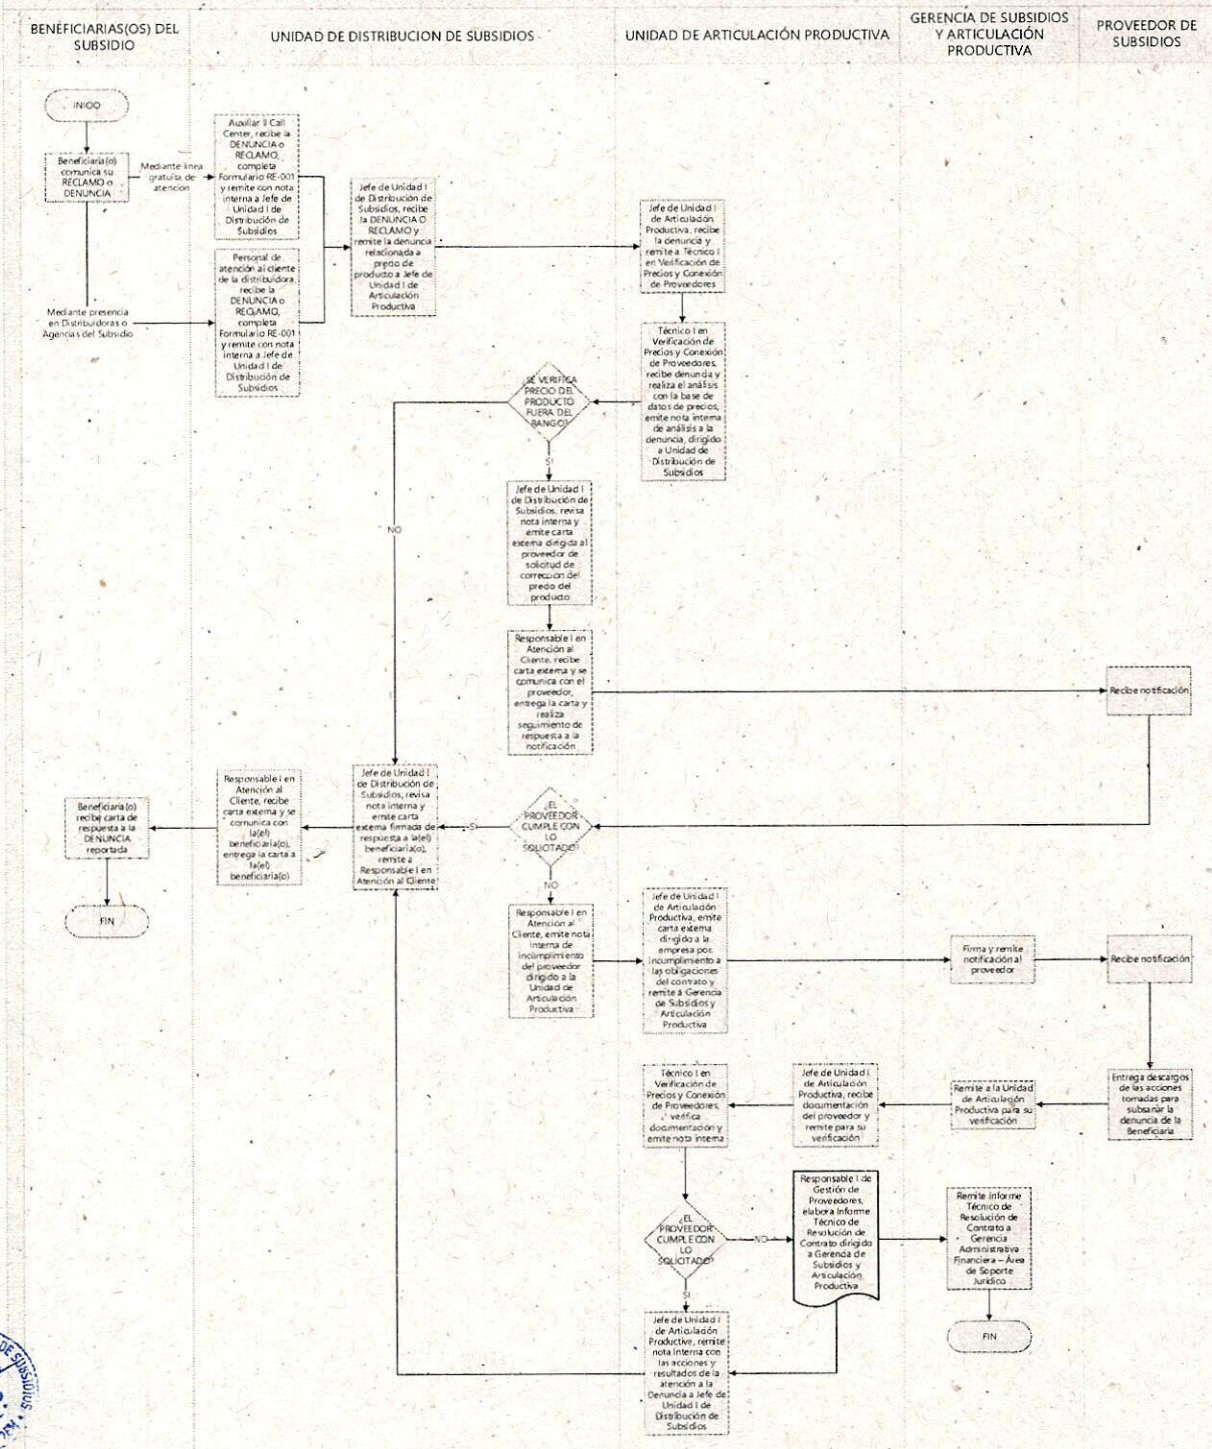 BENEFICIARIAS(OS) DEL
SUBSIDIO
UNIDAD DE DISTRIBUCION DE SUBSIDIOS
UNIDAD DE ARTICULACIÓN PRODUCTIVA
GERENCIA DE SUBSIDIOS
Y ARTICULACIÓN
PRODUCTIVA
PROVEEDOR DE
SUBSIDIOS
INICIO
Beneficiaria(o)
comunica su
RECLAMO o
DENUNCIA
Mediante línea
gratuita de
atención
Mediante presencia
en Distribuidoras o
Agencias del Subsidio
Auxiliar II Call
Center, recibe la
DENUNCIA o
RECLAMO,
completa
Formulario RE-001
y remite con nota
interna a Jefe de
Unidad I de
Distribución de
Subsidios
Personal de
atención al cliente
de la distribuidora,
recibe la
DENUNCIA o
RECLAMO,
completa
Formulario RE-001
y remite con nota
interna a Jefe de
Unidad I de
Distribución de
Subsidios
Jefe de Unidad I
de Distribución de
Subsidios, recibe
la DENUNCIA O
RECLAMO y
remite la denuncia
relacionada a
precio de
producto a Jefe de
Unidad I de
Articulación
Productiva
Jefe de Unidad I
de Articulación
Productiva, recibe
la denuncia y
remite a Técnico I
en Verificación de
Precios y Conexión
de Proveedores
Técnico I en
Verificación de
Precios y Conexión
de Proveedores,
recibe denuncia y
realiza el análisis
con la base de
datos de precios,
emite nota interna
de análisis a la
denuncia, dirigido
a Unidad de
Distribución de
Subsidios
¿SE VERIFICA
PRECIO DEL
PRODUCTO
FUERA DEL
RANGO?
SI
NO
Jefe de Unidad I
de Distribución de
Subsidios, revisa
nota interna y
emite carta
externa dirigida al
proveedor de
solicitud de
corrección del
precio del
producto
Responsable I en
Atención al
Cliente, recibe
carta externa y se
comunica con el
proveedor,
entrega la carta y
realiza
seguimiento de
respuesta a la
notificación
Recibe notificación
Beneficiaria(o)
recibe carta de
respuesta a la
DENUNCIA
reportada
FIN
Responsable I en
Atención al
Cliente, recibe
carta externa y se
comunica con
la(el)
beneficiaria(o),
entrega la carta a
la(el)
beneficiaria(o)
Jefe de Unidad I
de Distribución de
Subsidios, revisa
nota interna y
emite carta
externa firmada de
respuesta a la(el)
beneficiaria(o),
remite a
Responsable I en
Atención al Cliente
SI
¿EL
PROVEEDOR
CUMPLE CON
LO
SOLICITADO?
NO
Responsable I en
Atención al
Cliente, emite nota
interna de
incumplimiento
del proveedor
dirigido a la
Unidad de
Articulación
Productiva
Jefe de Unidad I
de Articulación
Productiva, emite
carta externa
dirigido a la
empresa por
incumplimiento a
las obligaciones
del contrato y
remite a Gerencia
de Subsidios y
Articulación
Productiva
Firma y remite
notificación al
proveedor
Recibe notificación
Técnico I en
Verificación de
Precios y Conexión
de Proveedores,
verifica
documentación y
emite nota interna
Jefe de Unidad I
de Articulación
Productiva, recibe
documentación
del proveedor y
remite para su
verificación
Remite a la Unidad
de Articulación
Productiva para su
verificación
Entrega descargos
de las acciones
tomadas para
subsanar la
denuncia de la
Beneficiaria
¿EL
PROVEEDOR
CUMPLE CON
LO
SOLICITADO?
NO
SI
Responsable I de
Gestión de
Proveedores,
elabora Informe
Técnico de
Resolución de
Contrato dirigido
a Gerencia de
Subsidios y
Articulación
Productiva
Remite Informe
Técnico de
Resolución de
Contrato a
Gerencia
Administrativa
Financiera – Área
de Soporte
Jurídico
FIN
Jefe de Unidad I
de Articulación
Productiva, remite
nota Interna con
las acciones y
resultados de la
atención a la
Denuncia a Jefe de
Unidad I de
Distribución de
Subsidios
DE SUBSIDIOS